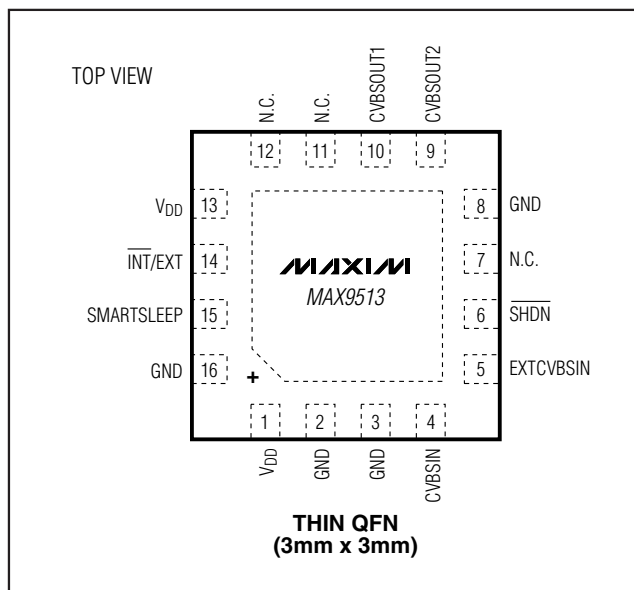 TOP VIEW
N.C.
N.C.
CVBSOUT1
CVBSOUT2
12
11
10
9
VDD
13
8
GND
INT/EXT
14
7
N.C.
MAXIM
MAX9513
SMARTSLEEP
15
6
SHDN
GND
16
5
EXTCVBSIN
+
1
2
3
4
VDD
GND
GND
CVBSIN
THIN QFN
(3mm x 3mm)